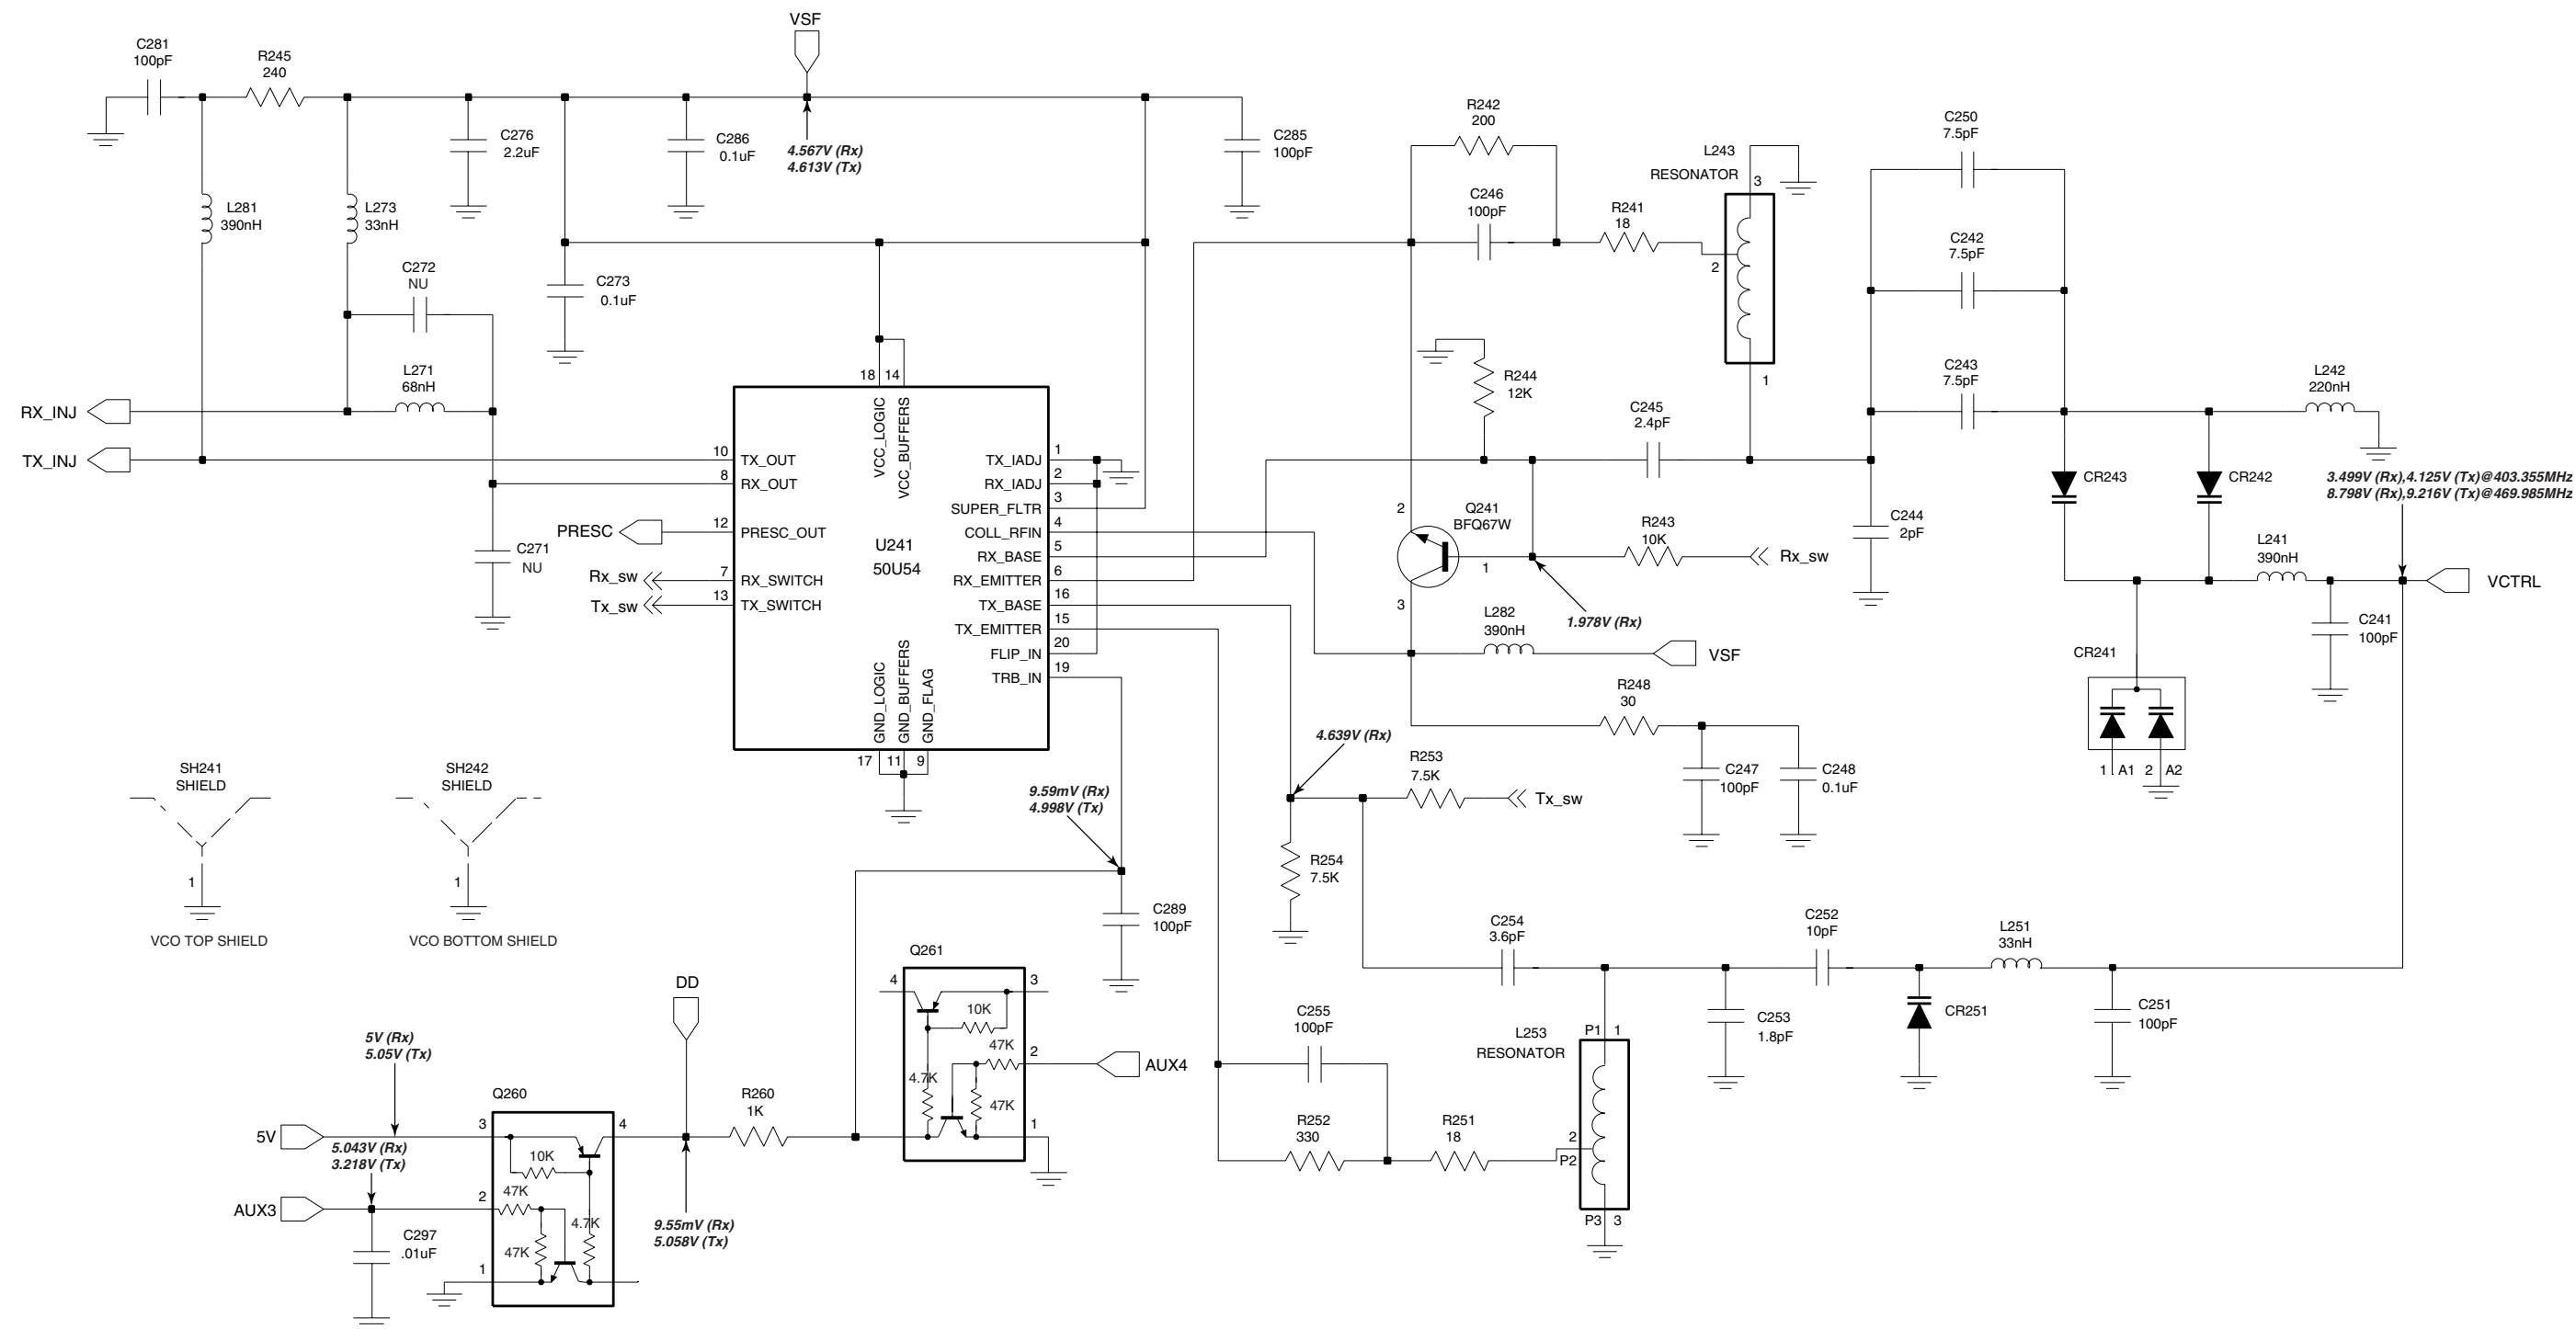 VSF
C281
100pF
R245
240
C276
2.2uF
C286
0.1uF
4.567V (Rx)
4.613V (Tx)
C285
100pF
L281
390nH
L273
33nH
C272
NU
C273
0.1uF
L271
68nH
RX_INJ
TX_INJ
C271
NU
PRESC
Rx_sw
Tx_sw
18
14
VCC_LOGIC
VCC_BUFFERS
10
TX_OUT
8
RX_OUT
12
PRESC_OUT
7
RX_SWITCH
13
TX_SWITCH
U241
50U54
TX_IADJ
1
RX_IADJ
2
SUPER_FLTR
3
COLL_RFIN
4
RX_BASE
5
RX_EMITTER
6
TX_BASE
16
TX_EMITTER
15
FLIP_IN
20
TRB_IN
19
GND_LOGIC
GND_BUFFERS
GND_FLAG
17
11
9
R242
200
C246
100pF
R241
18
L243
RESONATOR
3
2
1
R244
12K
C245
2.4pF
2
Q241
BFQ67W
1
3
R243
10K
Rx_sw
1.978V (Rx)
L282
390nH
VSF
R248
30
C247
100pF
C248
0.1uF
C250
7.5pF
C242
7.5pF
C243
7.5pF
C244
2pF
L242
220nH
CR243
CR242
3.499V (Rx),4.125V (Tx)@403.355MHz
8.798V (Rx),9.216V (Tx)@469.985MHz
L241
390nH
VCTRL
C241
100pF
CR241
1
A1
2
A2
4.639V (Rx)
R253
7.5K
Tx_sw
R254
7.5K
9.59mV (Rx)
4.998V (Tx)
C289
100pF
SH241
SHIELD
1
VCO TOP SHIELD
SH242
SHIELD
1
VCO BOTTOM SHIELD
C254
3.6pF
C252
10pF
L251
33nH
C253
1.8pF
CR251
C251
100pF
C255
100pF
R252
330
R251
18
L253
RESONATOR
P1
1
2
P2
P3
3
Q261
4
3
10K
47K
2
AUX4
4.7K
47K
1
DD
R260
1K
5V (Rx)
5.05V (Tx)
Q260
5V
3
4
5.043V (Rx)
3.218V (Tx)
10K
47K
2
AUX3
4.7K
47K
1
C297
.01uF
9.55mV (Rx)
5.058V (Tx)